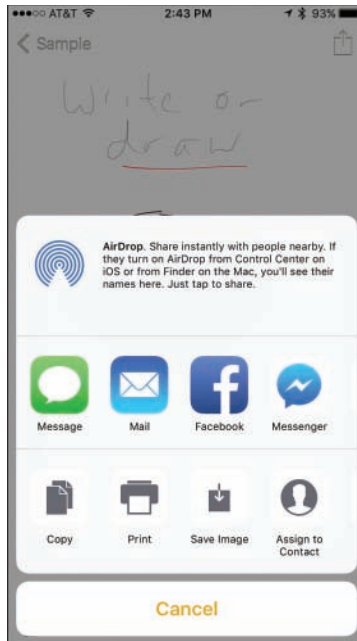 AT&T 2:43 PM 93%
Sample
Write or
draw
AirDrop. Share instantly with people nearby. If
they turn on AirDrop from Control Center on
iOS or from Finder on the Mac, you'll see their
names here. Just tap to share.
Message Mail Facebook Messenger
Copy Print Save Image Assign to
Contact
Cancel